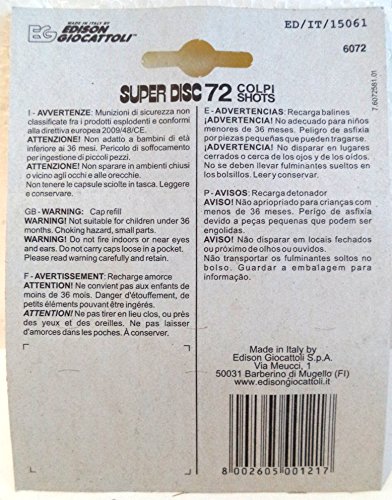 MADE IN ITALY BY
EG EDISON
GIOCATTOLI
ED/IT/15061
6072
7.6072581.01
SUPER DISC 72 COLPI
SHOTS
I - AVVERTENZE: Munizioni di sicurezza non
classificate fra i prodotti esplodenti e conformi
alla direttiva europea 2009/48/CE.
ATTENZIONE! Non adatto a bambini di età
inferiore ai 36 mesi. Pericolo di soffocamento
per ingestione di piccoli pezzi.
ATTENZIONE! Non sparare in ambienti chiusi
o vicino agli occhi e alle orecchie.
Non tenere le capsule sciolte in tasca. Leggere
e conservare.
GB - WARNING: Cap refill
WARNING! Not suitable for children under 36
months. Choking hazard, small parts.
WARNING! Do not fire indoors or near eyes
and ears. Do not carry caps loose in a pocket.
Please read warning carefully and retain.
F - AVERTISSEMENT: Recharge amorce
ATTENTION! Ne convient pas aux enfants de
moins de 36 mois. Danger d'étouffement, de
petits éléments pouvant être ingérés.
ATTENTION! Ne pas tirer en lieu clos, ou près
des yeux et des oreilles. Ne pas laisser
d'amorces dans les poches. À conserver.
E - ADVERTENCIAS: Recarga balines
¡ADVERTENCIA! No adecuado para niños
menores de 36 meses. Peligro de asfixia
por piezas pequeñas que pueden tragarse.
¡ADVERTENCIA! No disparar en lugares
cerrados o cerca de los ojos y de los oídos.
No se deben llevar fulminantes sueltos en
los bolsillos. Leer y conservar.
P - AVISOS: Recarga detonador
AVISO! Não apropriado para crianças com
menos de 36 meses. Perigo de asfixia
devido a peças pequenas que podem ser
engolidas.
AVISO! Não disparar em locais fechados
ou próximo de olhos ou ouvidos.
Não transportar os fulminantes soltos no
bolso. Guardar a embalagem para
informação.
Made in Italy by
Edison Giocattoli S.p.A.
Via Meucci, 1
50031 Barberino di Mugello (FI)
www.edisongiocattoli.it
8 002605 001217